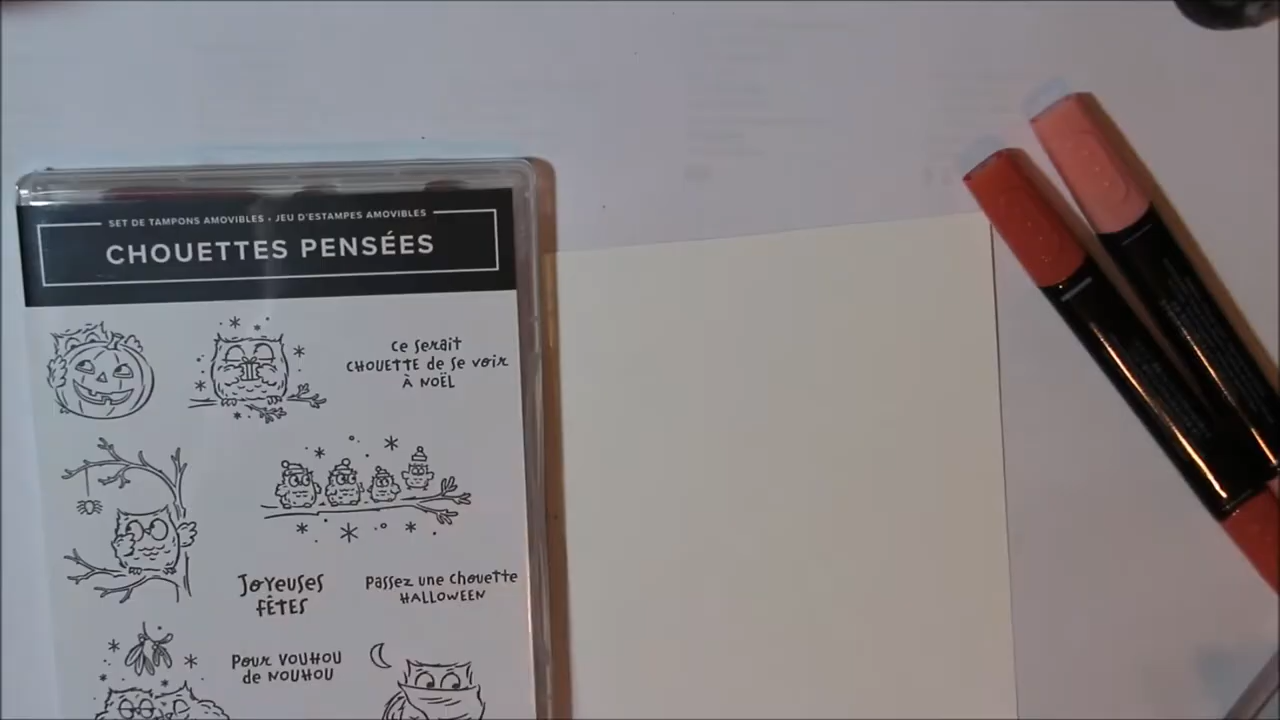 SET DE TAMPONS AMOVIBLES • JEU D'ESTAMPES AMOVIBLES
CHOUETTES PENSÉES
ce serait
CHOUETTE de se voir
À NOËL
Joyeuses
FÊTES
Passez une chouette
HALLOWEEN
Pour VOUHOU
de NOUHOU